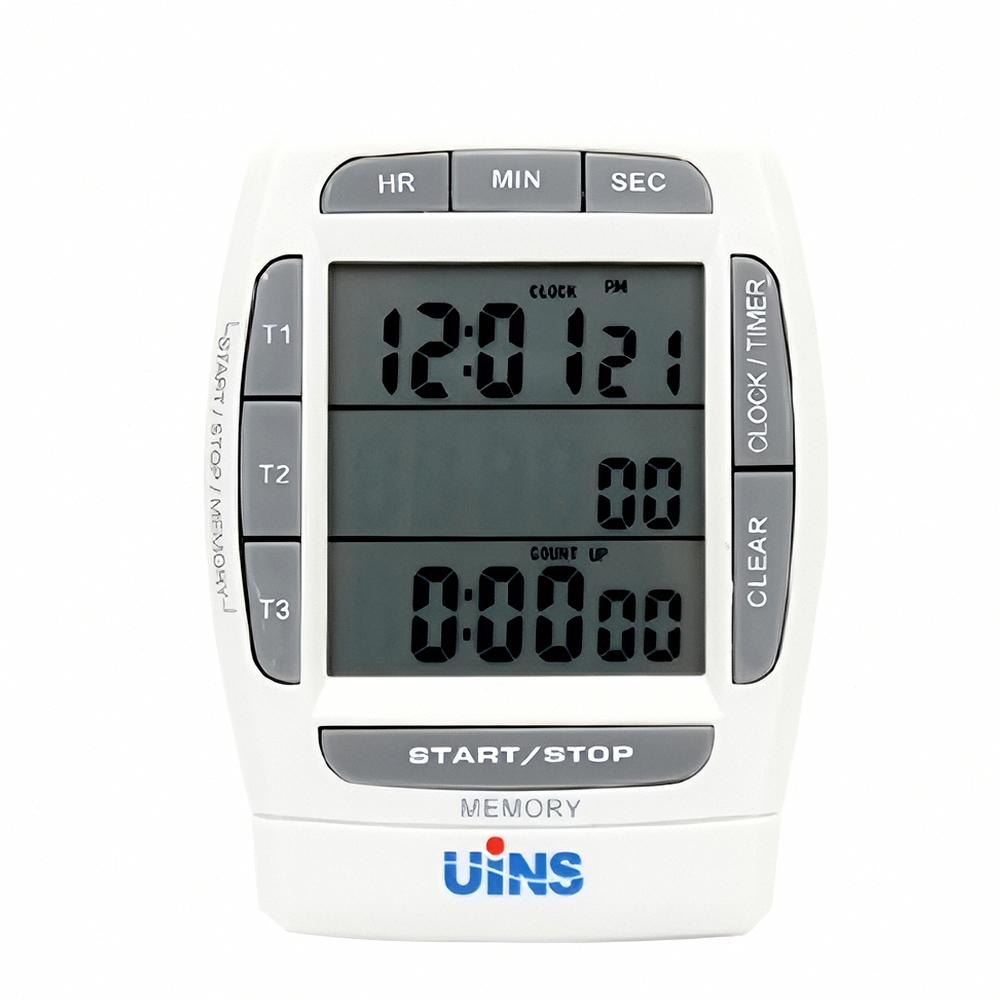 HR MIN SEC
CLOCK PM
12:01 21
00
COUNT UP
0:00 00
T1
T2
T3
START / STOP / MEMORY
CLOCK / TIMER
CLEAR
START/STOP
MEMORY
UiNS